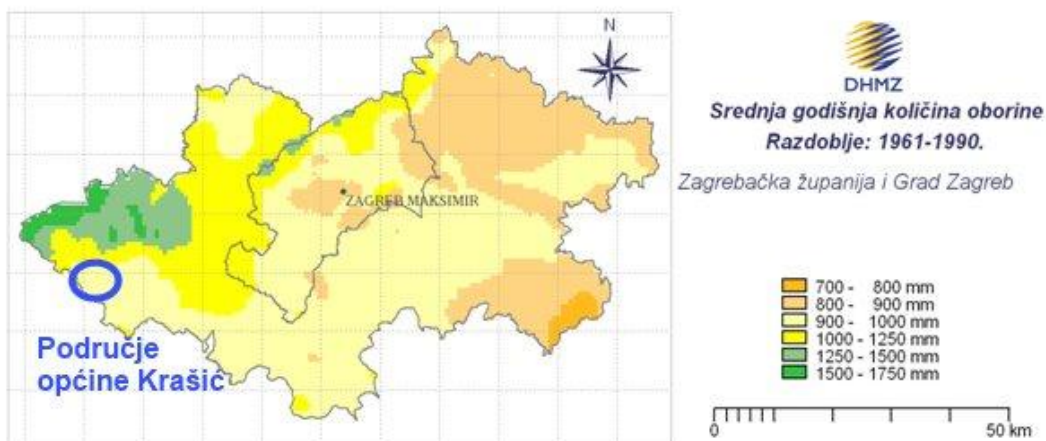 N
DHMZ
Srednja godišnja količina oborine
Razdoblje: 1961-1990.
Zagrebačka županija i Grad Zagreb
ZAGREB MAKSIMIR
Područje
općine Krašić
700 - 800 mm
800 - 900 mm
900 - 1000 mm
1000 - 1250 mm
1250 - 1500 mm
1500 - 1750 mm
0 50 km